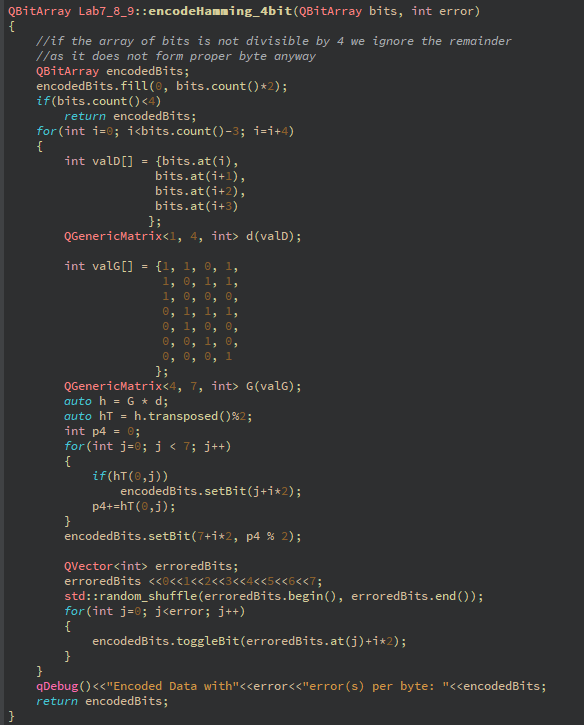 QBitArray Lab7_8_9::encodeHamming_4bit(QBitArray bits, int error)
{
    //if the array of bits is not divisible by 4 we ignore the remainder
    //as it does not form proper byte anyway
    QBitArray encodedBits;
    encodedBits.fill(0, bits.count()*2);
    if(bits.count()<4)
        return encodedBits;
    for(int i=0; i<bits.count()-3; i=i+4)
    {
        int valD[] = {bits.at(i),
                      bits.at(i+1),
                      bits.at(i+2),
                      bits.at(i+3)
                     };
        QGenericMatrix<1, 4, int> d(valD);
        int valG[] = {1, 1, 0, 1,
                      1, 0, 1, 1,
                      1, 0, 0, 0,
                      0, 1, 1, 1,
                      0, 1, 0, 0,
                      0, 0, 1, 0,
                      0, 0, 0, 1
                      };
        QGenericMatrix<4, 7, int> G(valG);
        auto h = G * d;
        auto hT = h.transposed()%2;
        int p4 = 0;
        for(int j=0; j < 7; j++)
        {
            if(hT(0,j))
                encodedBits.setBit(j+i*2);
            p4+=hT(0,j);
        }
        encodedBits.setBit(7+i*2, p4 % 2);
        QVector<int> erroredBits;
        erroredBits <<0<<1<<2<<3<<4<<5<<6<<7;
        std::random_shuffle(erroredBits.begin(), erroredBits.end());
        for(int j=0; j<error; j++)
        {
            encodedBits.toggleBit(erroredBits.at(j)+i*2);
        }
    }
    qDebug()<<"Encoded Data with"<<error<<"error(s) per byte: "<<encodedBits;
    return encodedBits;
}